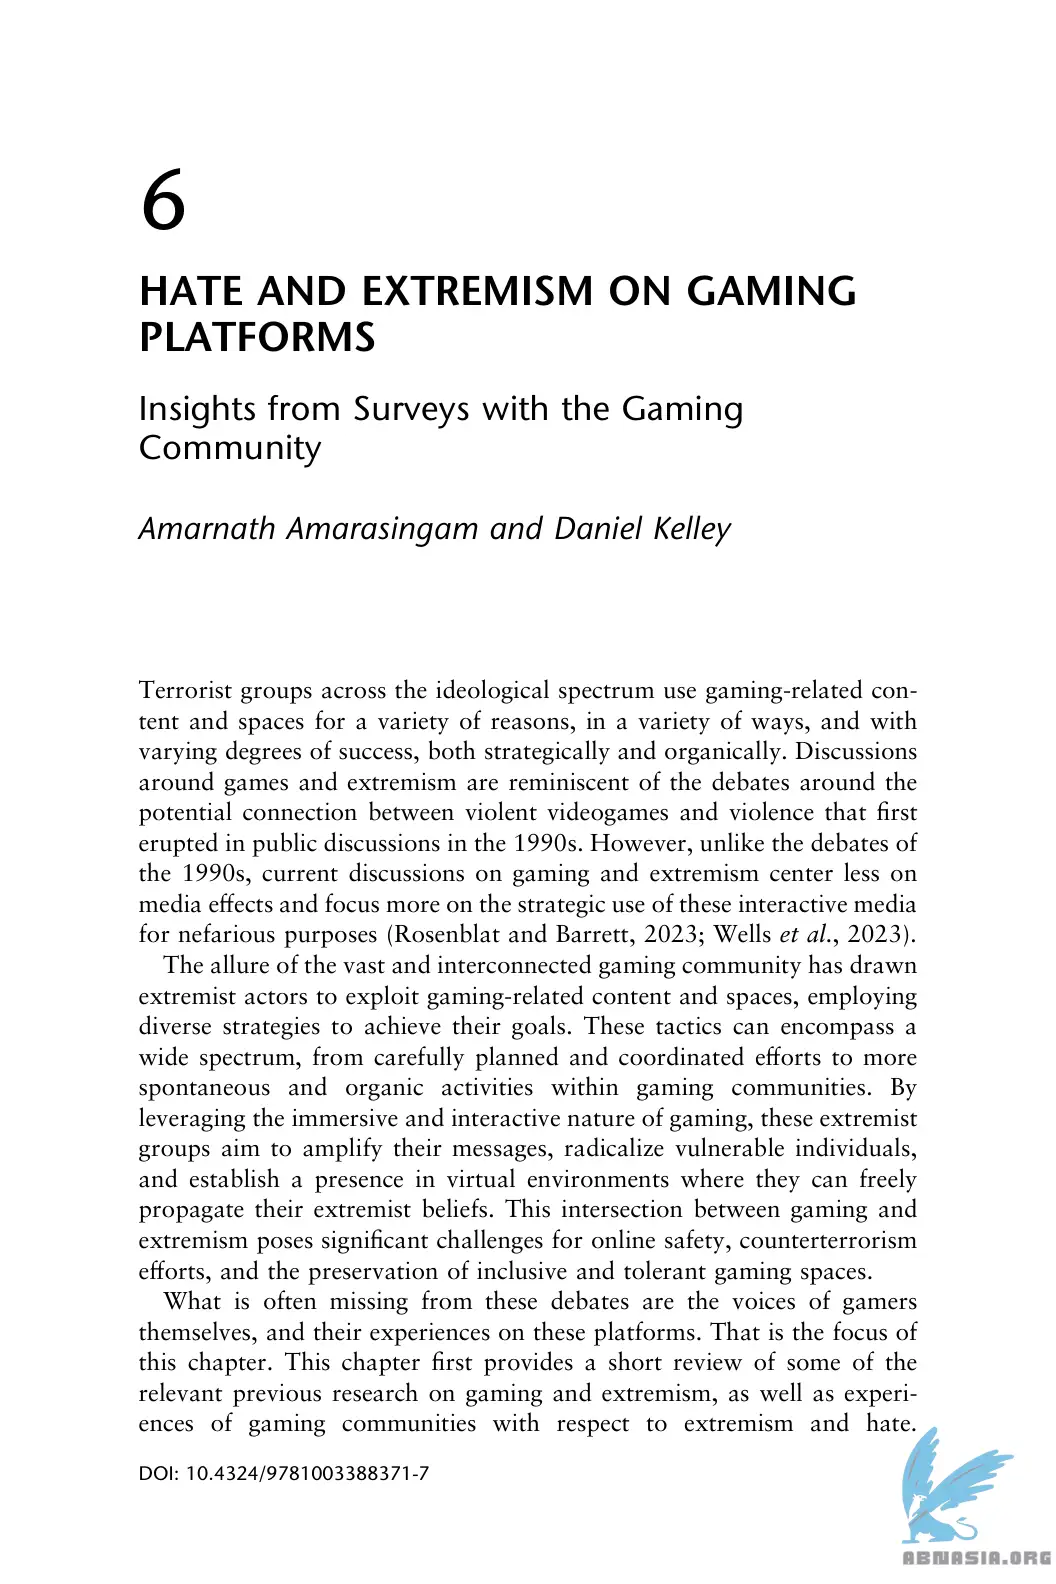 6
HATE AND EXTREMISM ON GAMING
PLATFORMS
Insights from Surveys with the Gaming
Community
Amarnath Amarasingam and Daniel Kelley
Terrorist groups across the ideological spectrum use gaming-related con-
tent and spaces for a variety of reasons, in a variety of ways, and with
varying degrees of success, both strategically and organically. Discussions
around games and extremism are reminiscent of the debates around the
potential connection between violent videogames and violence that first
erupted in public discussions in the 1990s. However, unlike the debates of
the 1990s, current discussions on gaming and extremism center less on
media effects and focus more on the strategic use of these interactive media
for nefarious purposes (Rosenblat and Barrett, 2023; Wells et al., 2023).
The allure of the vast and interconnected gaming community has drawn
extremist actors to exploit gaming-related content and spaces, employing
diverse strategies to achieve their goals. These tactics can encompass a
wide spectrum, from carefully planned and coordinated efforts to more
spontaneous and organic activities within gaming communities. By
leveraging the immersive and interactive nature of gaming, these extremist
groups aim to amplify their messages, radicalize vulnerable individuals,
and establish a presence in virtual environments where they can freely
propagate their extremist beliefs. This intersection between gaming and
extremism poses significant challenges for online safety, counterterrorism
efforts, and the preservation of inclusive and tolerant gaming spaces.
What is often missing from these debates are the voices of gamers
themselves, and their experiences on these platforms. That is the focus of
this chapter. This chapter first provides a short review of some of the
relevant previous research on gaming and extremism, as well as experi-
ences of gaming communities with respect to extremism and hate.
DOI: 10.4324/9781003388371-7
ABNASIA.ORG